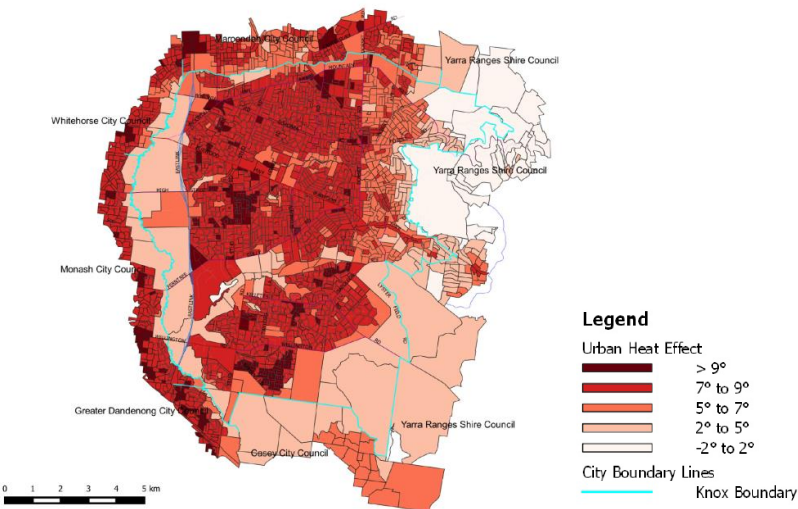 Maroondah City Council
Yarra Ranges Shire Council
Whitehorse City Council
Yarra Ranges Shire Council
Monash City Council
Greater Dandenong City Council
Yarra Ranges Shire Council
Casey City Council
0 1 2 3 4 5 km
Legend
Urban Heat Effect
> 9°
7° to 9°
5° to 7°
2° to 5°
-2° to 2°
City Boundary Lines
Knox Boundary